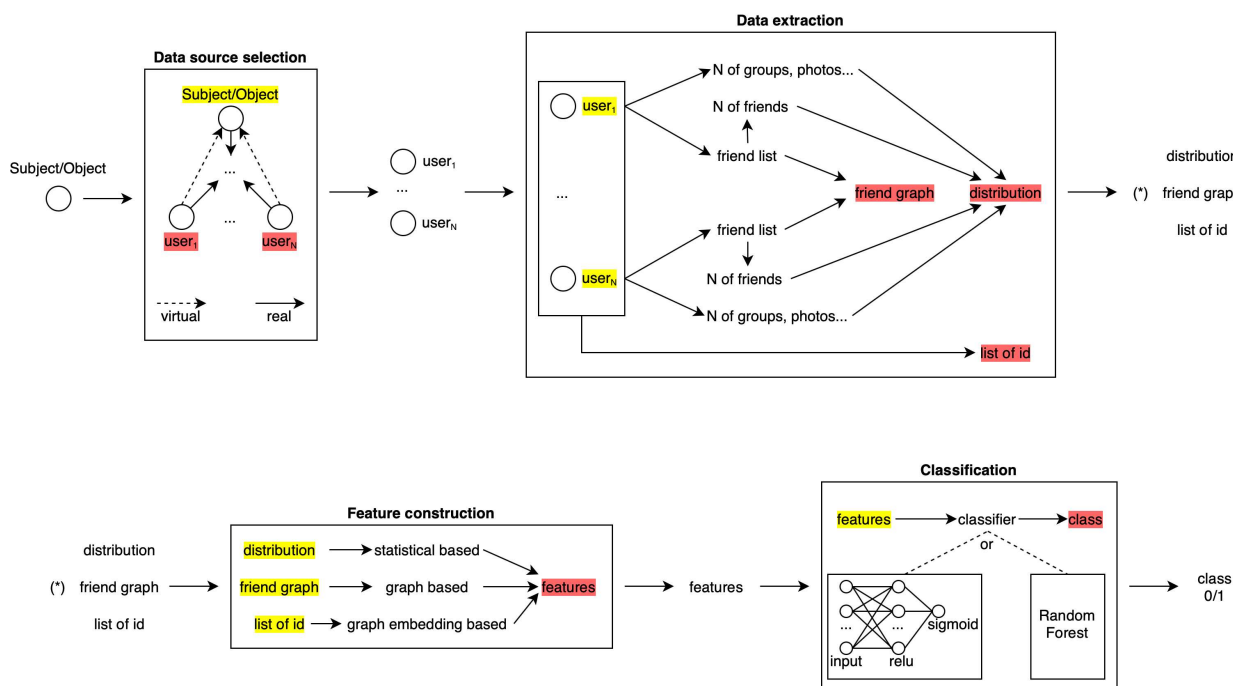 Data extraction
Data source selection
Subject/Object
N of groups, photos...
user₁
N of friends
Subject/Object
...
user₁
friend list
distribution
...
...
friend graph
distribution
(*) friend grap
...
user₁
userₙ
userₙ
friend list
list of id
userₙ
N of friends
virtual
real
N of groups, photos...
list of id
Classification
Feature construction
features
classifier
class
or
distribution
distribution
statistical based
(*) friend graph
friend graph
graph based
features
features
class
0/1
list of id
list of id
graph embedding based
...
...
sigmoid
input
relu
Random
Forest